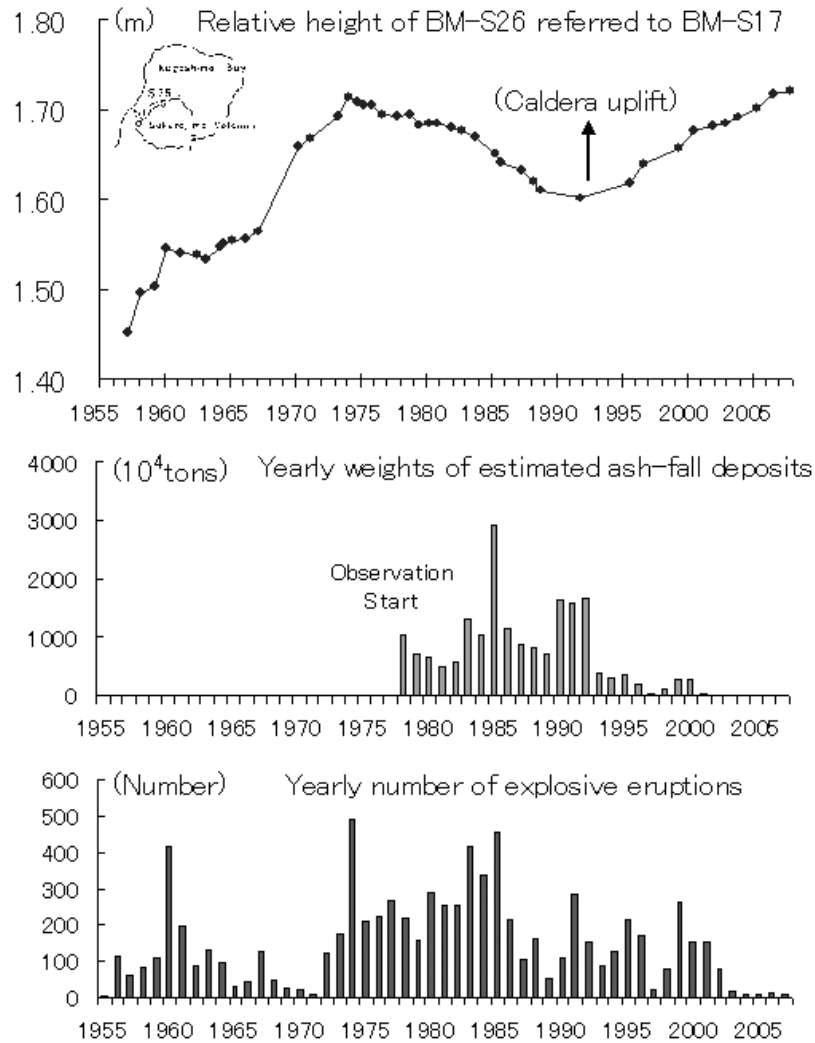 1.80 (m) Relative height of BM-S26 referred to BM-S17
1.70
1.60
1.50
1.40
Kagoshima Bay
(Caldera uplift)
1955 1960 1965 1970 1975 1980 1985 1990 1995 2000 2005
4000 (10⁴tons) Yearly weights of estimated ash-fall deposits
3000
2000
1000
0
Observation
Start
1955 1960 1965 1970 1975 1980 1985 1990 1995 2000 2005
600 (Number) Yearly number of explosive eruptions
500
400
300
200
100
0
1955 1960 1965 1970 1975 1980 1985 1990 1995 2000 2005